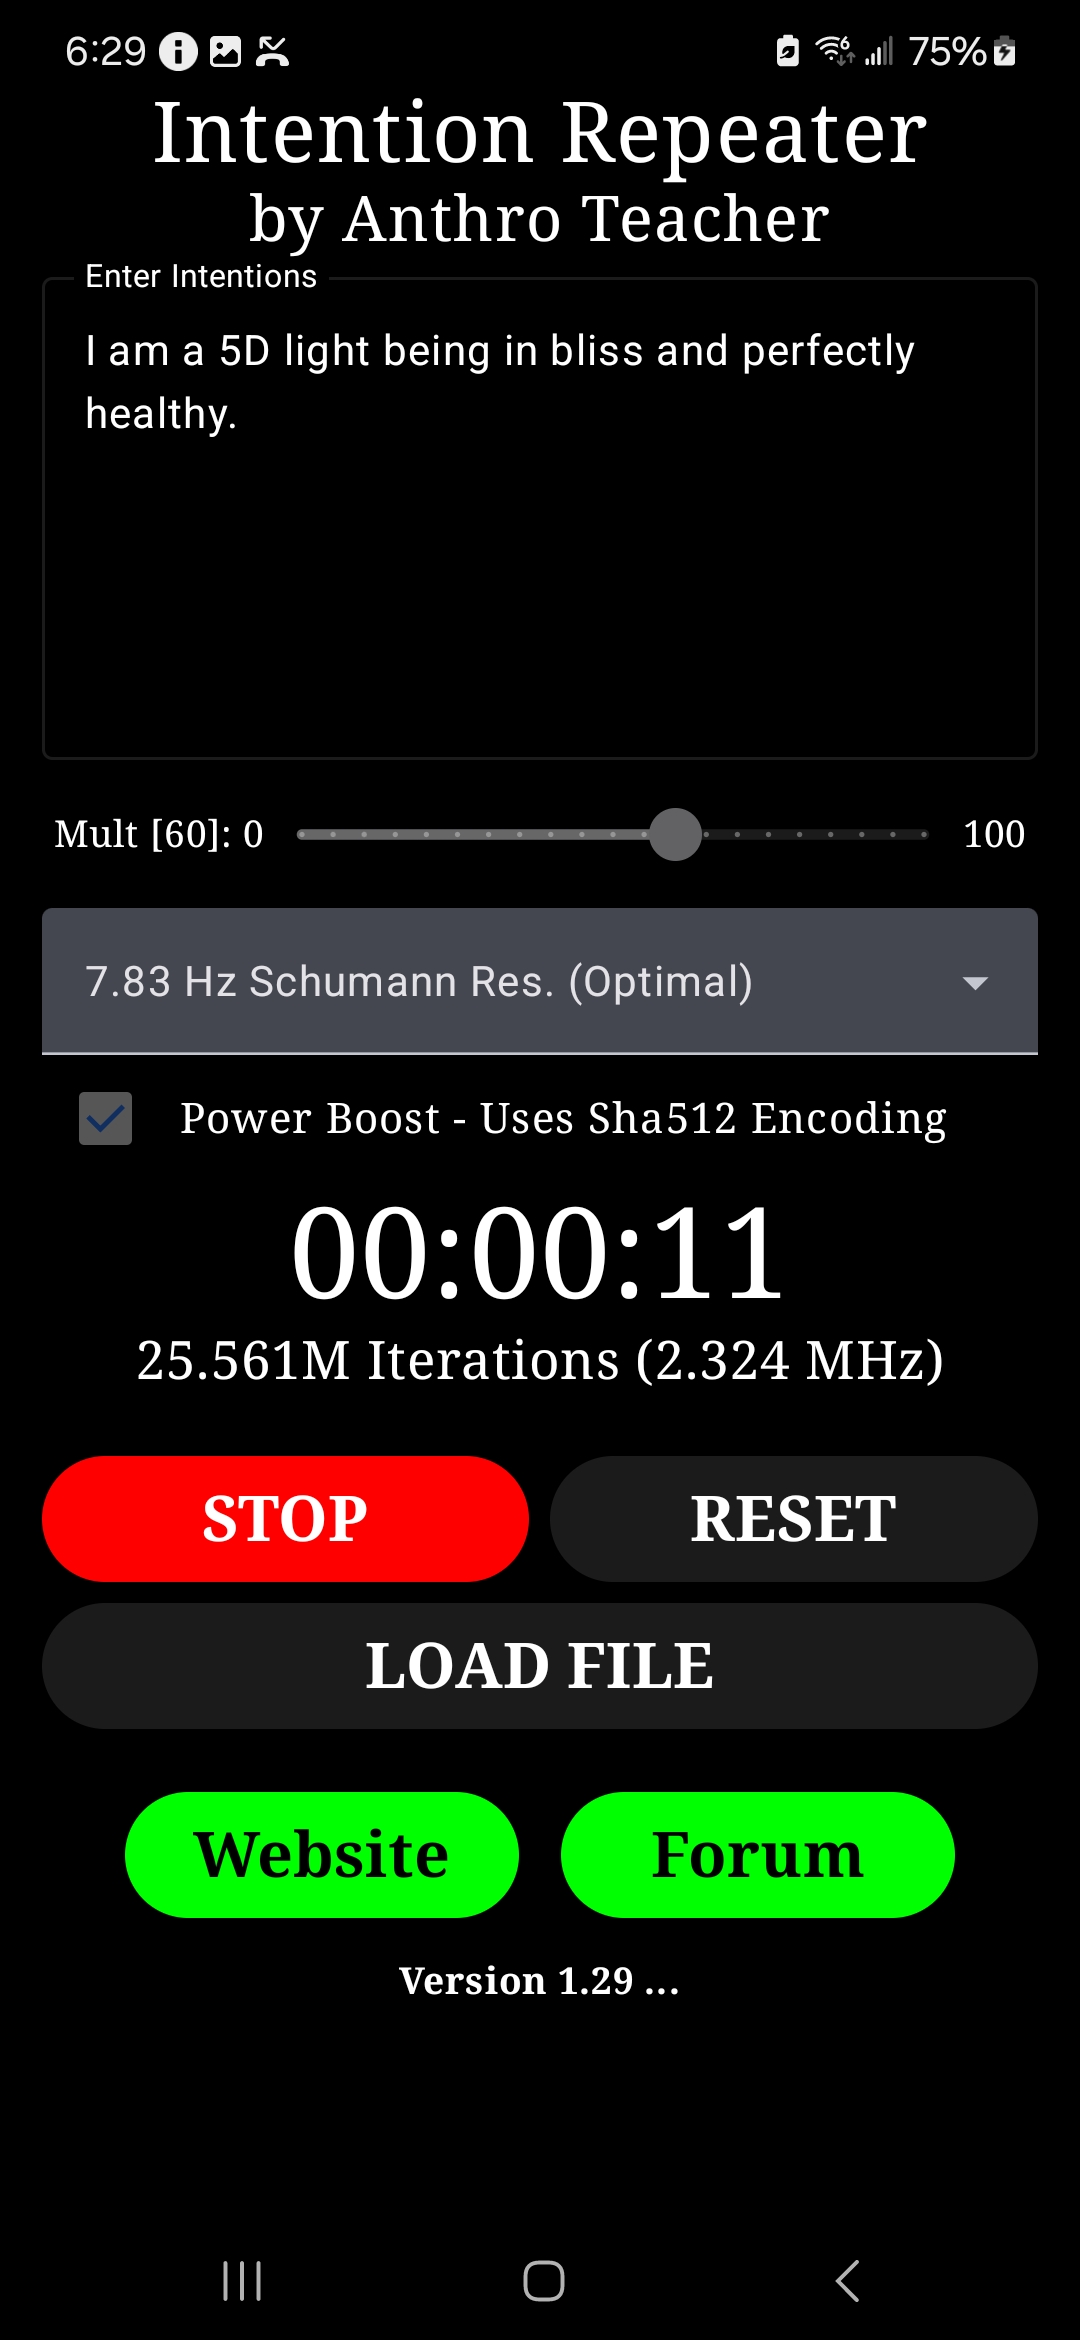 6:29
6
75%
Intention Repeater
by Anthro Teacher
Enter Intentions
I am a 5D light being in bliss and perfectly
healthy.
Mult [60]: 0
100
7.83 Hz Schumann Res. (Optimal)
Power Boost - Uses Sha512 Encoding
00:00:11
25.561M Iterations (2.324 MHz)
STOP
RESET
LOAD FILE
Website
Forum
Version 1.29 ...